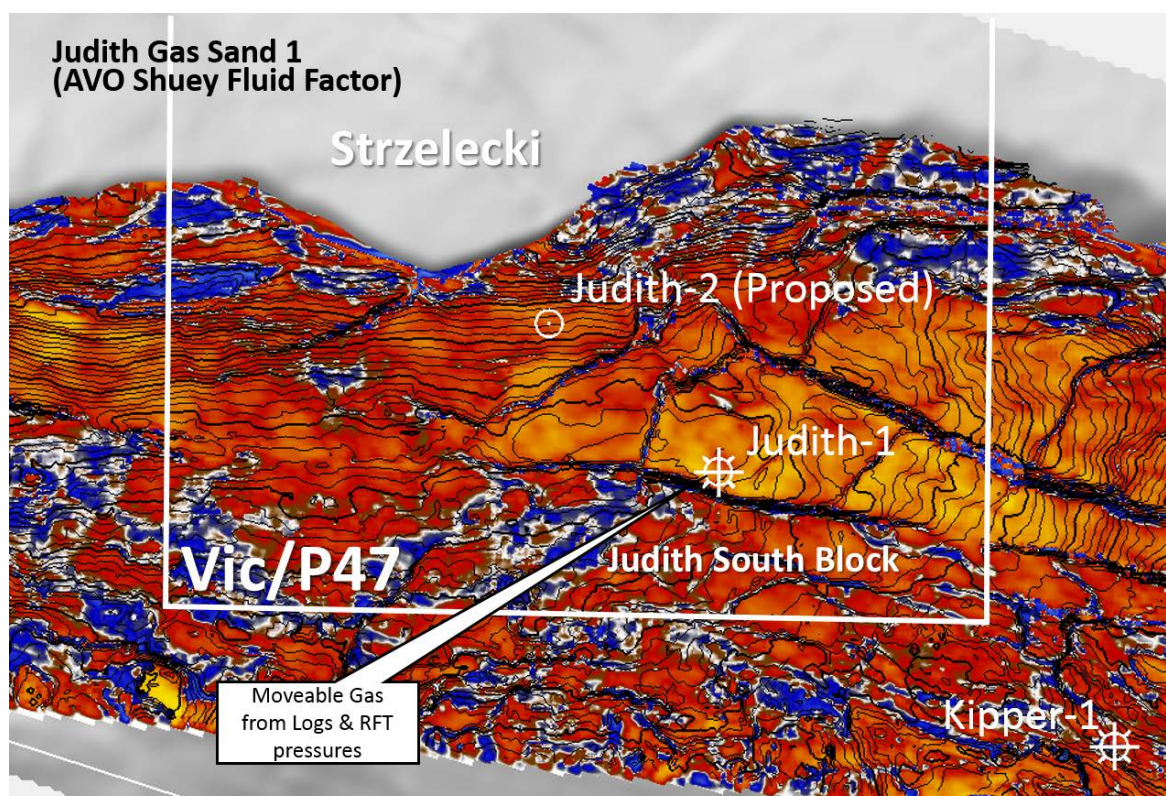 Judith Gas Sand 1
(AVO Shuey Fluid Factor)
Strzelecki
Judith-2 (Proposed)
Judith-1
Judith South Block
Vic/P47
Moveable Gas
from Logs & RFT
pressures
Kipper-1